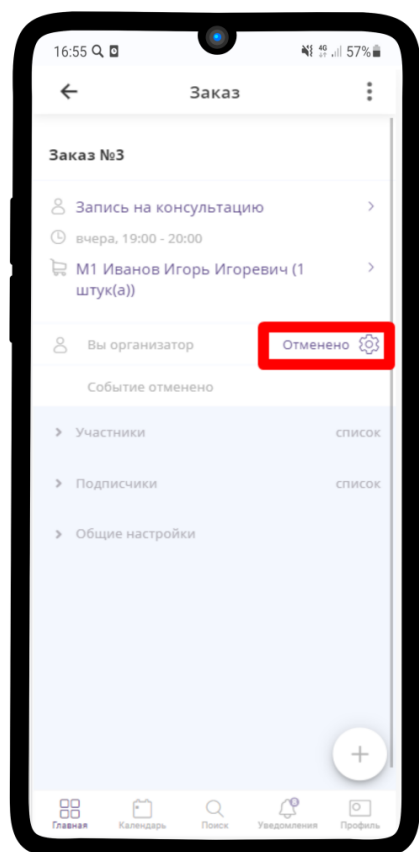 16:55 4G 57%
Заказ
Заказ №3
Запись на консультацию
вчера, 19:00 - 20:00
М1 Иванов Игорь Игоревич (1
штук(а))
Вы организатор Отменено
Событие отменено
Участники список
Подписчики список
Общие настройки
Главная Календарь Поиск Уведомления Профиль